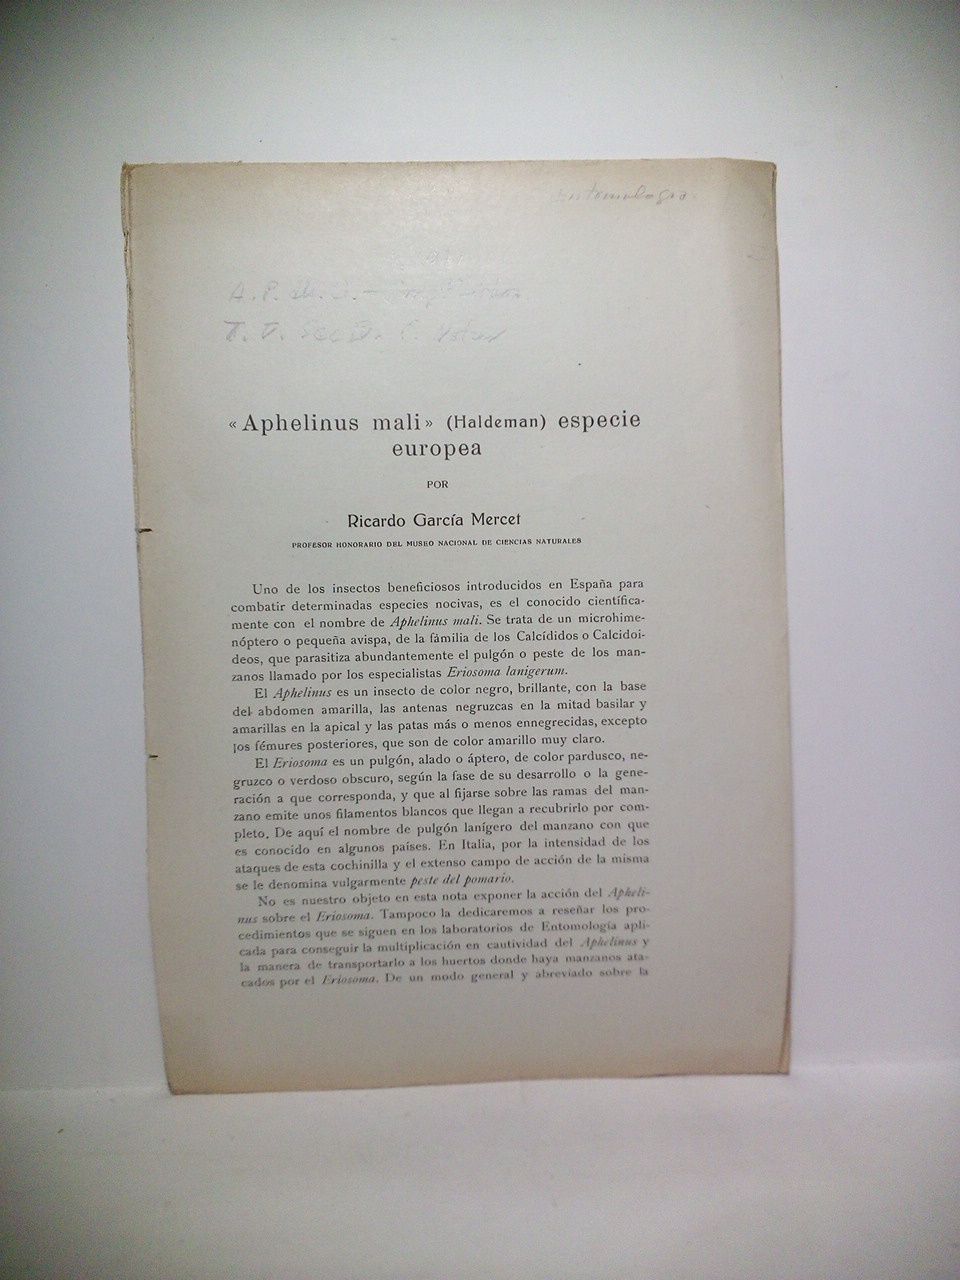 Entomologia
«Aphelinus mali» (Haldeman) especie
europea
POR
Ricardo García Mercet
PROFESOR HONORARIO DEL MUSEO NACIONAL DE CIENCIAS NATURALES
Uno de los insectos beneficiosos introducidos en España para
combatir determinadas especies nocivas, es el conocido científica-
mente con el nombre de Aphelinus mali. Se trata de un microhime-
nóptero o pequeña avispa, de la familia de los Calcídidos o Calcidoi-
deos, que parasitiza abundantemente el pulgón o peste de los man-
zanos llamado por los especialistas Eriosoma lanigerum.
El Aphelinus es un insecto de color negro, brillante, con la base
del abdomen amarilla, las antenas negruzcas en la mitad basilar y
amarillas en la apical y las patas más o menos ennegrecidas, excepto
los fémures posteriores, que son de color amarillo muy claro.
El Eriosoma es un pulgón, alado o áptero, de color pardusco, ne-
gruzco o verdoso obscuro, según la fase de su desarrollo o la gene-
ración a que corresponda, y que al fijarse sobre las ramas del man-
zano emite unos filamentos blancos que llegan a recubrirlo por com-
pleto. De aquí el nombre de pulgón lanígero del manzano con que
es conocido en algunos países. En Italia, por la intensidad de los
ataques de esta cochinilla y el extenso campo de acción de la misma
se le denomina vulgarmente peste del pomario.
No es nuestro objeto en esta nota exponer la acción del Apheli-
nus sobre el Eriosoma. Tampoco la dedicaremos a reseñar los pro-
cedimientos que se siguen en los laboratorios de Entomología apli-
cada para conseguir la multiplicación en cautividad del Aphelinus y
la manera de transportarlo a los huertos donde haya manzanos ata-
cados por el Eriosoma. De un modo general y abreviado sobre la